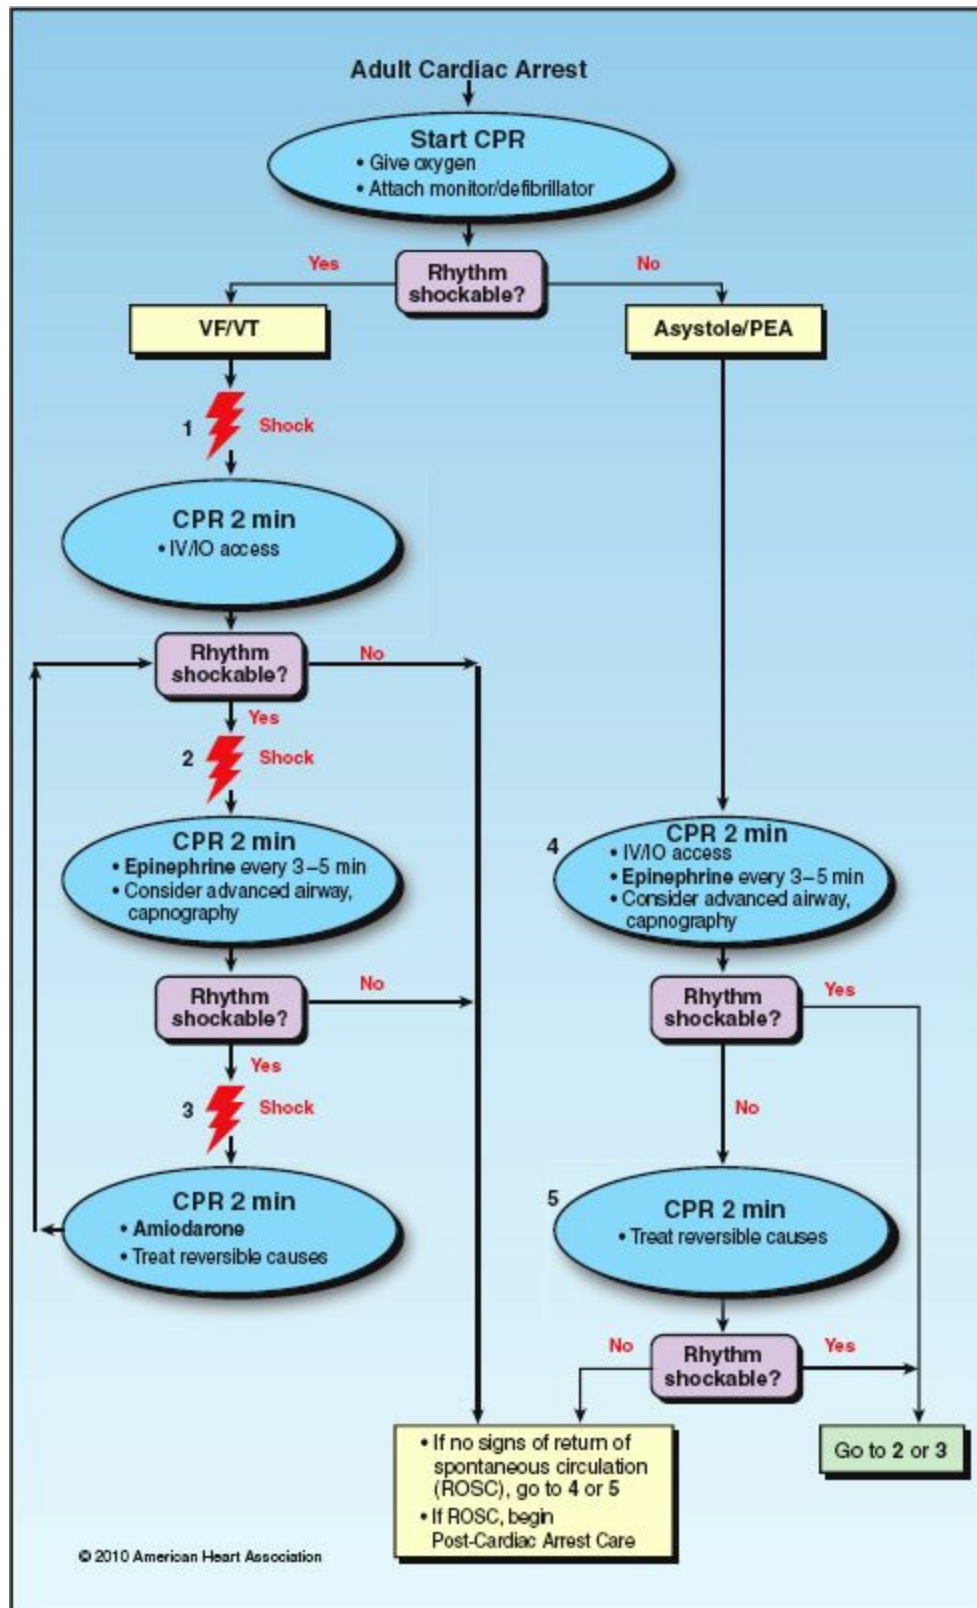 Adult Cardiac Arrest
Start CPR
• Give oxygen
• Attach monitor/defibrillator
Yes
Rhythm
shockable?
No
VF/VT
Asystole/PEA
1
Shock
CPR 2 min
• IV/IO access
Rhythm
shockable?
No
Yes
2
Shock
CPR 2 min
• Epinephrine every 3–5 min
• Consider advanced airway,
capnography
4
CPR 2 min
• IV/IO access
• Epinephrine every 3–5 min
• Consider advanced airway,
capnography
Rhythm
shockable?
No
Rhythm
shockable?
Yes
Yes
3
Shock
No
CPR 2 min
• Amiodarone
• Treat reversible causes
5
CPR 2 min
• Treat reversible causes
No
Rhythm
shockable?
Yes
• If no signs of return of
spontaneous circulation
(ROSC), go to 4 or 5
• If ROSC, begin
Post-Cardiac Arrest Care
Go to 2 or 3
© 2010 American Heart Association